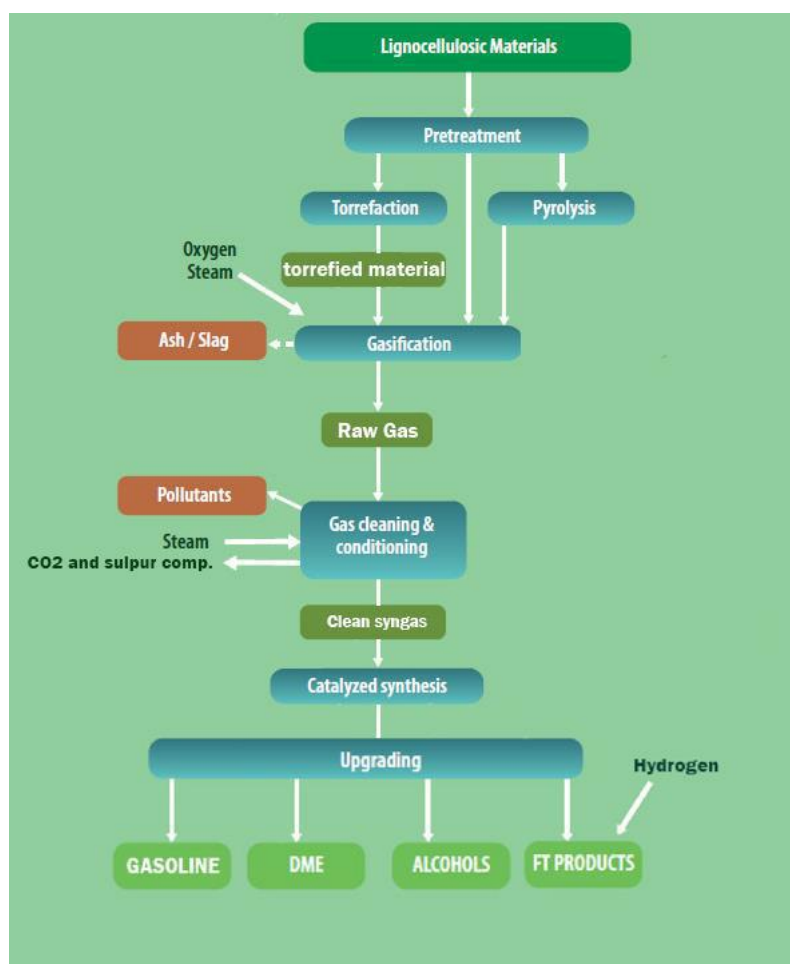 Lignocellulosic Materials
Pretreatment
Torrefaction
Pyrolysis
Oxygen
Steam
torrefied material
Ash / Slag
Gasification
Raw Gas
Pollutants
Gas cleaning &
conditioning
Steam
CO2 and sulpur comp.
Clean syngas
Catalyzed synthesis
Upgrading
Hydrogen
GASOLINE
DME
ALCOHOLS
FT PRODUCTS